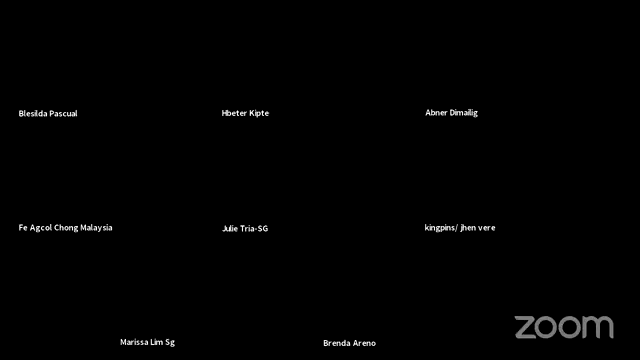 Blesilda Pascual
Hbeter Kipte
Abner Dimailig
Fe Agcol Chong Malaysia
Julie Tria-SG
kingpins/ jhen vere
Marissa Lim Sg
Brenda Areno
zoom